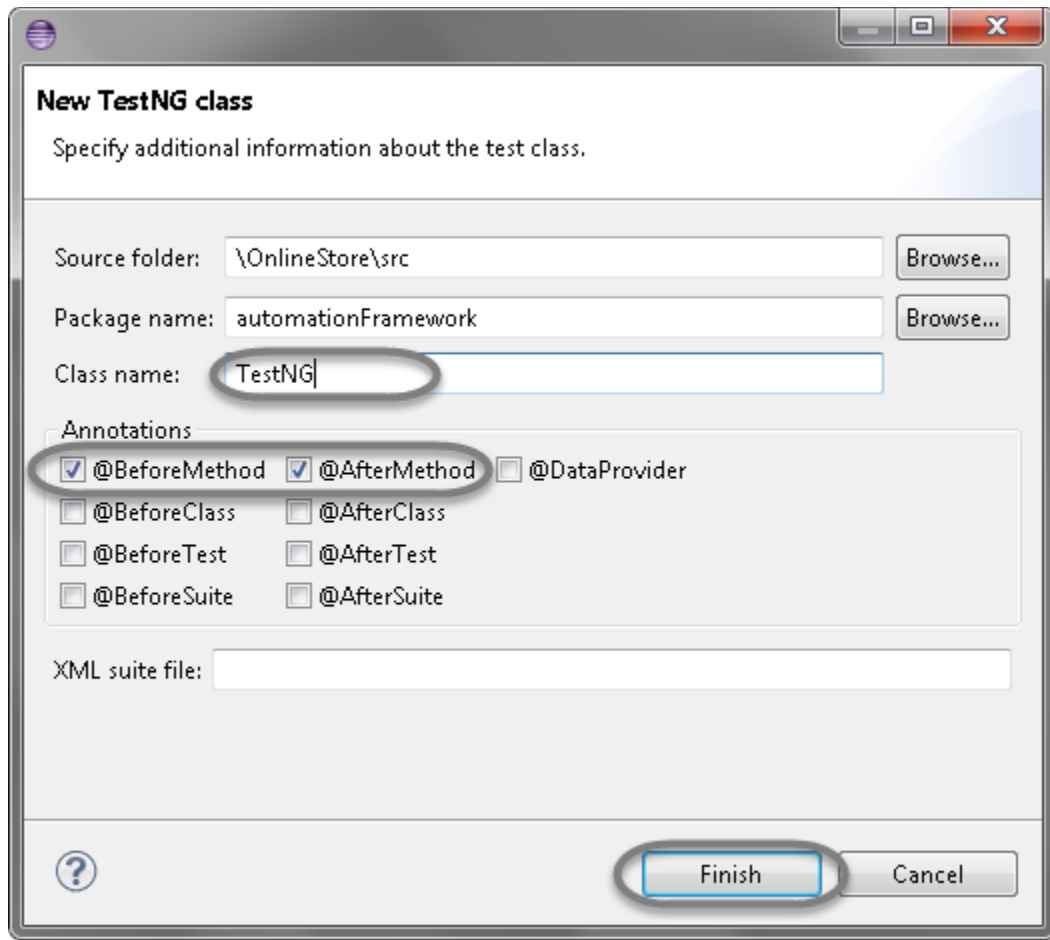 New TestNG class
Specify additional information about the test class.
Source folder: \OnlineStore\src Browse...
Package name: automationFramework Browse...
Class name: TestNG
Annotations
@BeforeMethod @AfterMethod @DataProvider
@BeforeClass @AfterClass
@BeforeTest @AfterTest
@BeforeSuite @AfterSuite
XML suite file:
? Finish Cancel